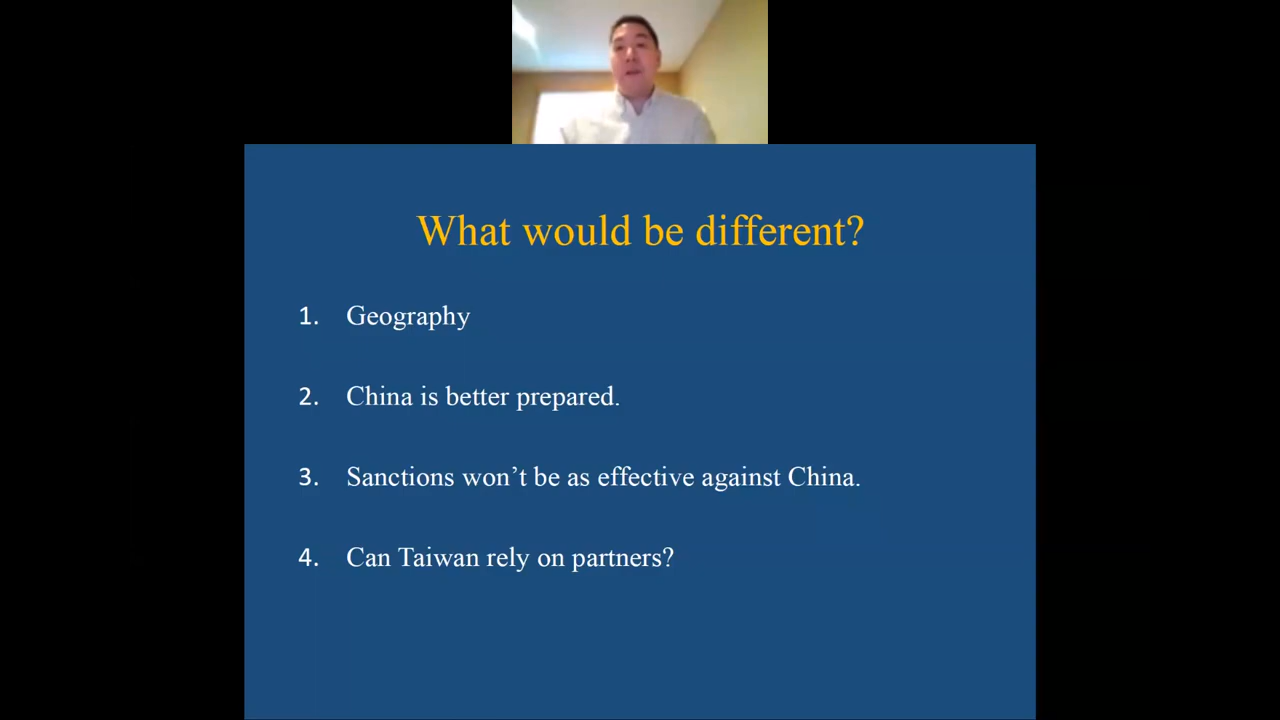 What would be different?
1. Geography
2. China is better prepared.
3. Sanctions won’t be as effective against China.
4. Can Taiwan rely on partners?